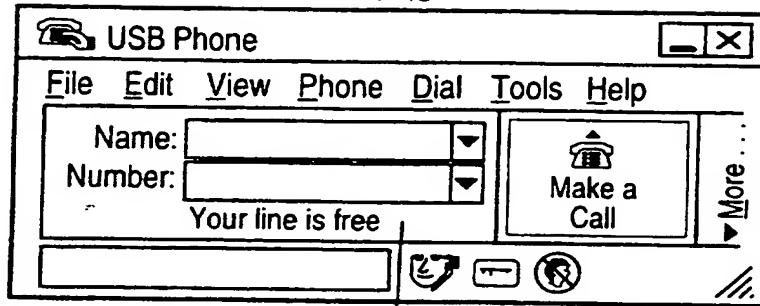 USB Phone
File Edit View Phone Dial Tools Help
Name:
Number:
Your line is free
Make a
Call
More...